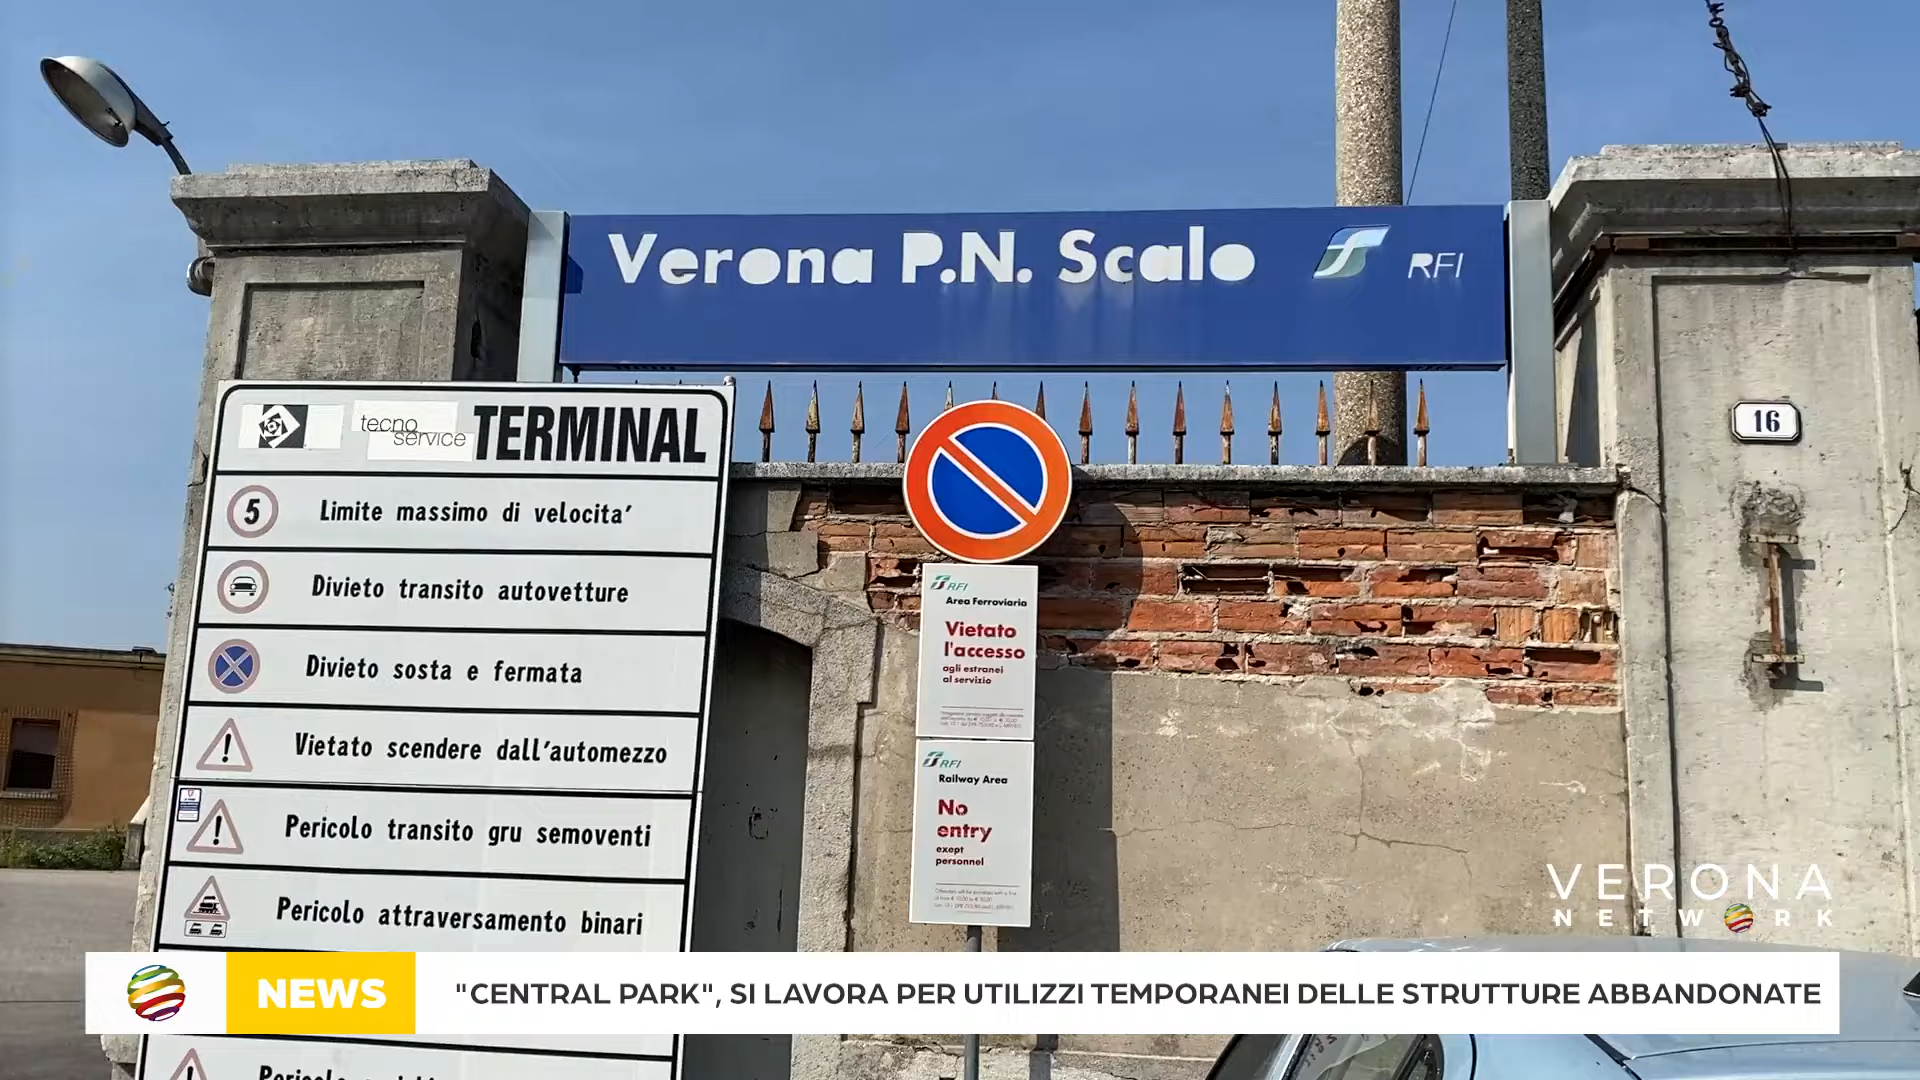 Verona P.N. Scalo RFI
16
tecno
service
TERMINAL
5 Limite massimo di velocita'
Divieto transito autovetture
Divieto sosta e fermata
Vietato scendere dall'automezzo
Pericolo transito gru semoventi
Pericolo attraversamento binari
RFI
Area Ferroviaria
Vietato
l'accesso
agli estranei
al servizio
RFI
Railway Area
No
entry
exept
personnel
VERONA
NETWORK
NEWS
"CENTRAL PARK", SI LAVORA PER UTILIZZI TEMPORANEI DELLE STRUTTURE ABBANDONATE